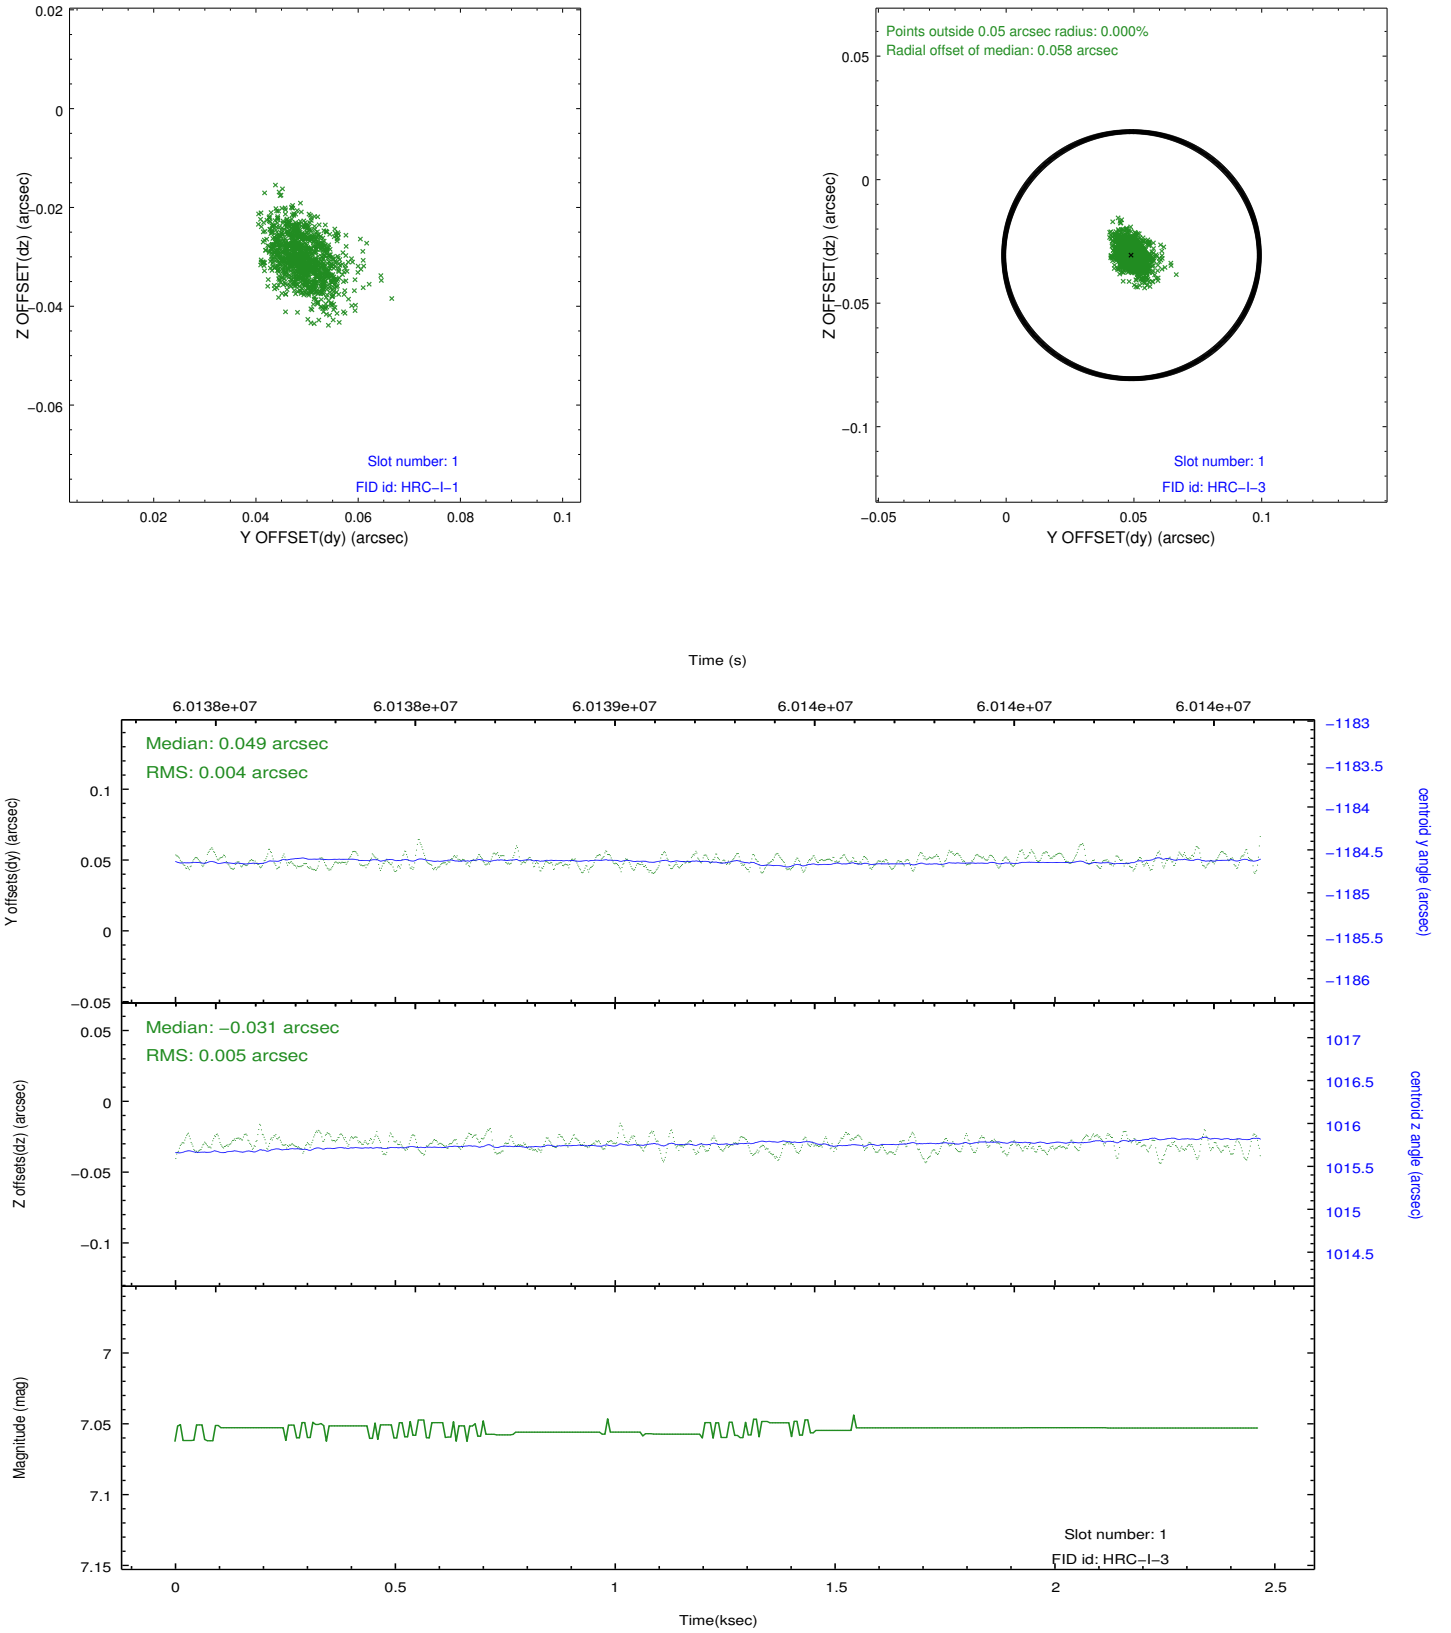 0.02
0
−0.02
−0.04
−0.06
Z OFFSET(dz) (arcsec)
Slot number: 1
FID id: HRC−I−1
0.02 0.04 0.06 0.08 0.1
Y OFFSET(dy) (arcsec)
Points outside 0.05 arcsec radius: 0.000%
Radial offset of median: 0.058 arcsec
0.05
0
−0.05
−0.1
Z OFFSET(dz) (arcsec)
Slot number: 1
FID id: HRC−I−3
−0.05 0 0.05 0.1
Y OFFSET(dy) (arcsec)
Time (s)
6.0138e+07 6.0138e+07 6.0139e+07 6.014e+07 6.014e+07 6.014e+07
Median: 0.049 arcsec
RMS: 0.004 arcsec
0.1
0.05
0
−0.05
Y offsets(dy) (arcsec)
−1183
−1183.5
−1184
−1184.5
−1185
−1185.5
−1186
centroid y angle (arcsec)
Median: −0.031 arcsec
RMS: 0.005 arcsec
0.05
0
−0.05
−0.1
Z offsets(dz) (arcsec)
1017
1016.5
1016
1015.5
1015
1014.5
centroid z angle (arcsec)
7
7.05
7.1
7.15
Magnitude (mag)
Slot number: 1
FID id: HRC−I−3
0 0.5 1 1.5 2 2.5
Time(ksec)